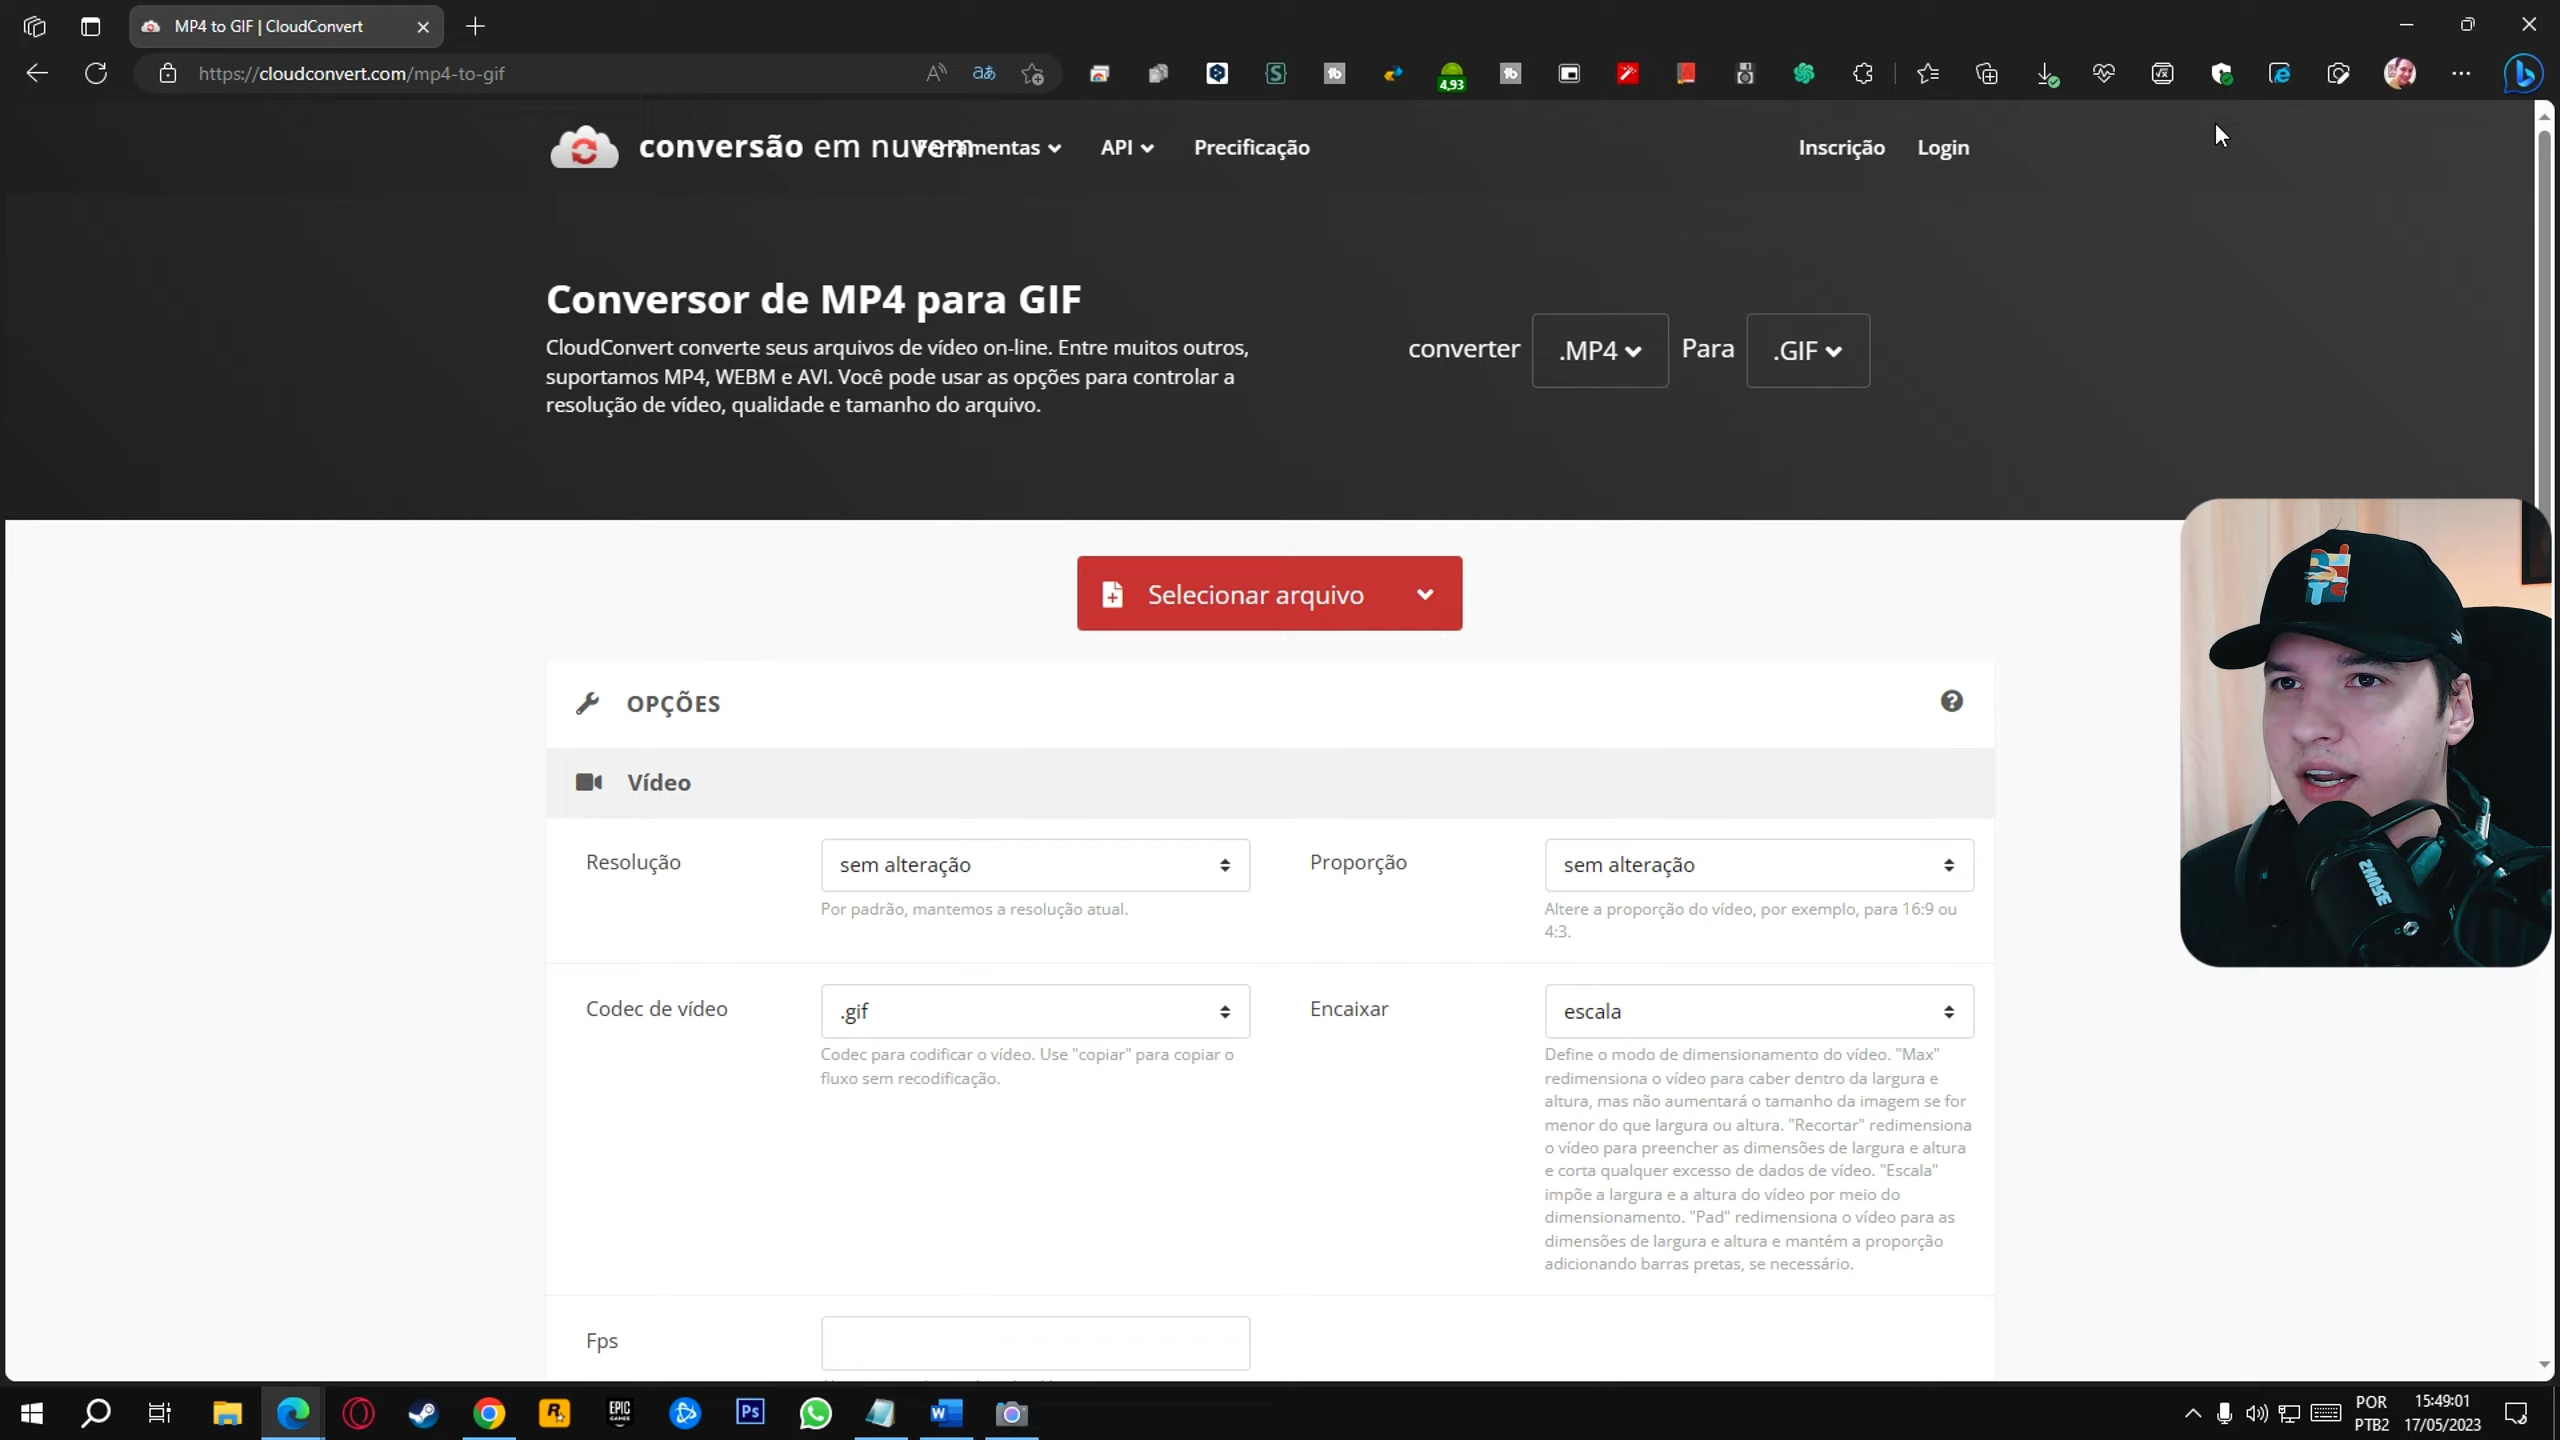 MP4 to GIF | CloudConvert
https://cloudconvert.com/mp4-to-gif
4,93
conversão em nuvem
Ferramentas
API
Precificação
Inscrição
Login
Conversor de MP4 para GIF
CloudConvert converte seus arquivos de vídeo on-line. Entre muitos outros,
suportamos MP4, WEBM e AVI. Você pode usar as opções para controlar a
resolução de vídeo, qualidade e tamanho do arquivo.
converter .MP4 Para .GIF
Selecionar arquivo
OPÇÕES
Vídeo
Resolução
sem alteração
Por padrão, mantemos a resolução atual.
Proporção
sem alteração
Altere a proporção do vídeo, por exemplo, para 16:9 ou
4:3.
Codec de vídeo
.gif
Codec para codificar o vídeo. Use "copiar" para copiar o
fluxo sem recodificação.
Encaixar
escala
Define o modo de dimensionamento do vídeo. "Max"
redimensiona o vídeo para caber dentro da largura e
altura, mas não aumentará o tamanho da imagem se for
menor do que largura ou altura. "Recortar" redimensiona
o vídeo para preencher as dimensões de largura e altura
e corta qualquer excesso de dados de vídeo. "Escala"
impõe a largura e a altura do vídeo por meio do
dimensionamento. "Pad" redimensiona o vídeo para as
dimensões de largura e altura e mantém a proporção
adicionando barras pretas, se necessário.
Fps
POR
PTB2
15:49:01
17/05/2023